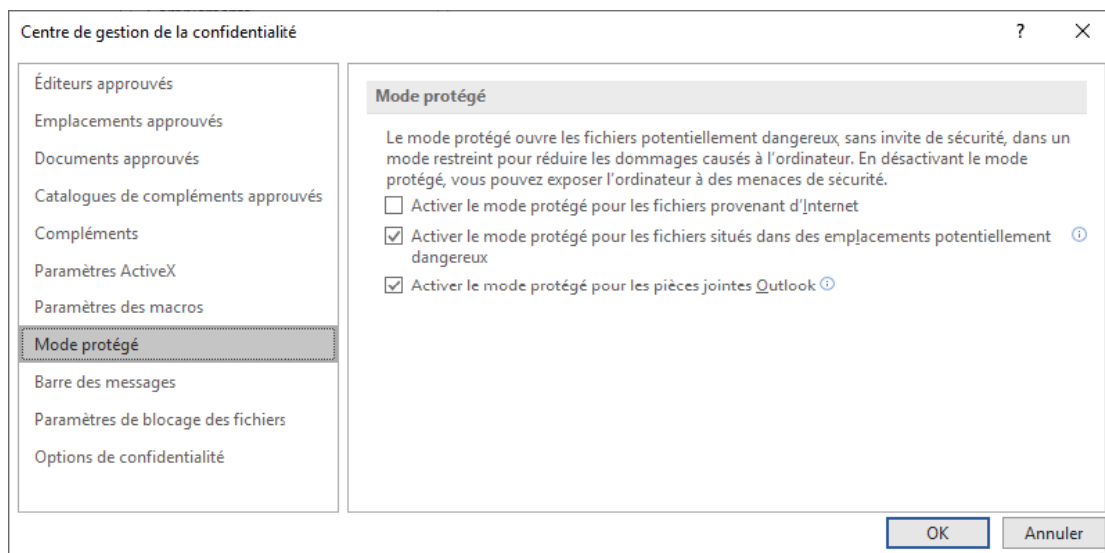 Centre de gestion de la confidentialité
?
Éditeurs approuvés
Emplacements approuvés
Documents approuvés
Catalogues de compléments approuvés
Compléments
Paramètres ActiveX
Paramètres des macros
Mode protégé
Barre des messages
Paramètres de blocage des fichiers
Options de confidentialité
Mode protégé
Le mode protégé ouvre les fichiers potentiellement dangereux, sans invite de sécurité, dans un
mode restreint pour réduire les dommages causés à l'ordinateur. En désactivant le mode
protégé, vous pouvez exposer l'ordinateur à des menaces de sécurité.
Activer le mode protégé pour les fichiers provenant d'Internet
Activer le mode protégé pour les fichiers situés dans des emplacements potentiellement
dangereux
Activer le mode protégé pour les pièces jointes Outlook
OK
Annuler